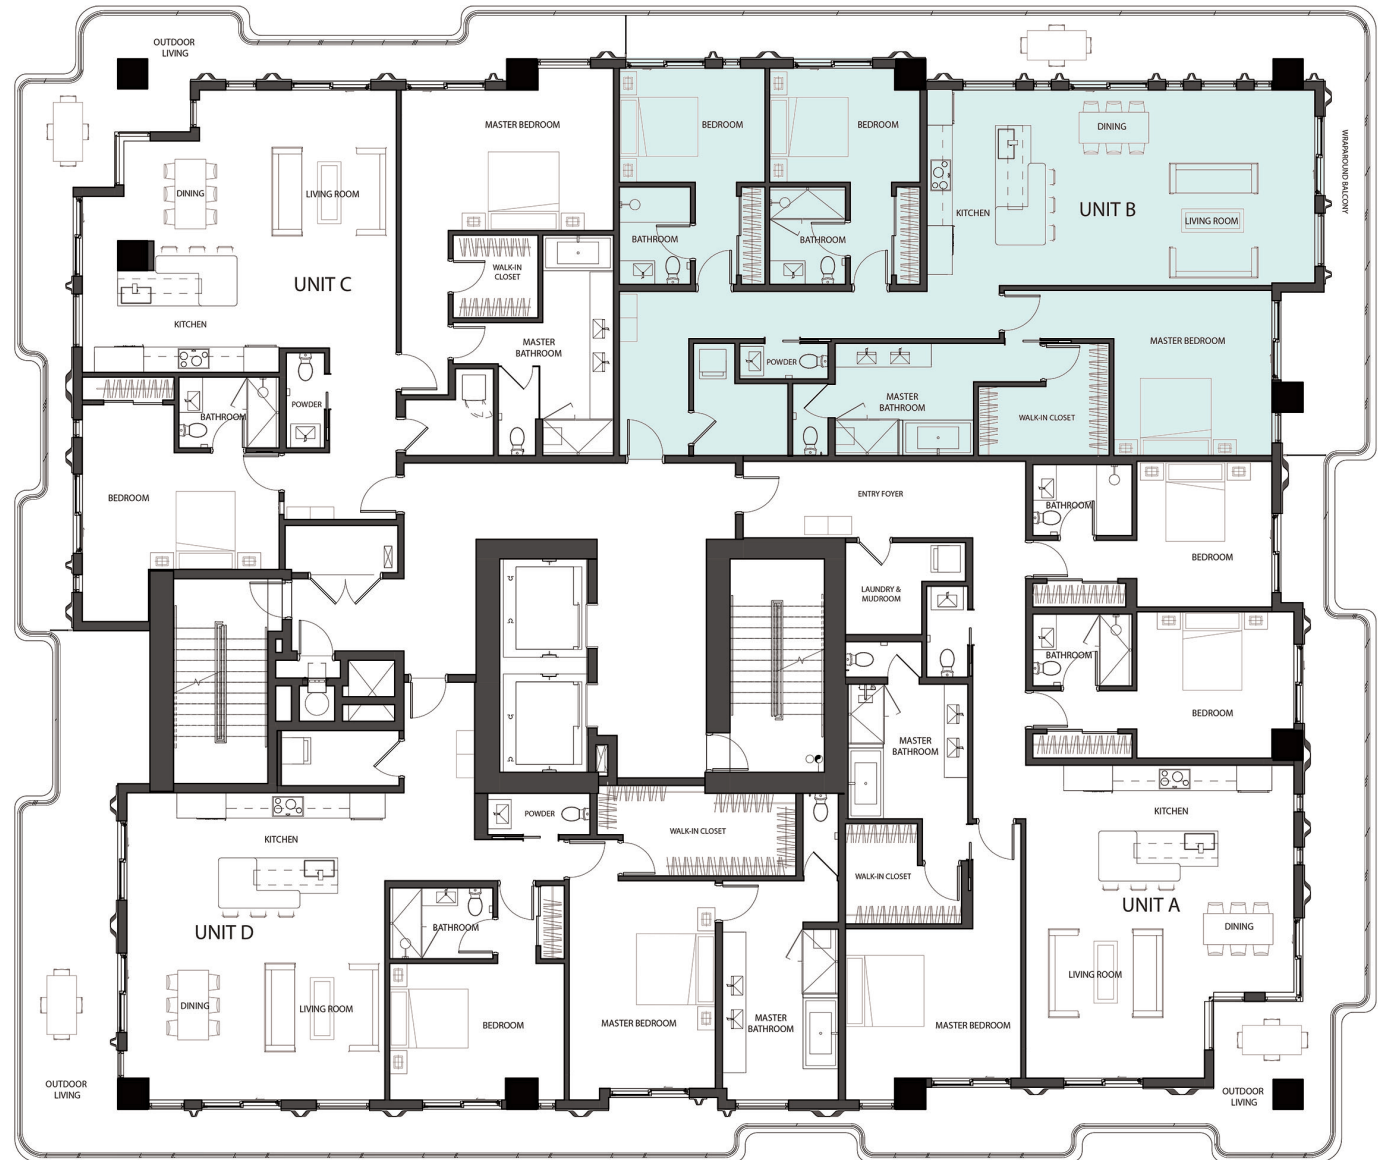 OUTDOOR
LIVING
MASTER BEDROOM
BEDROOM
BEDROOM
DINING
WRAPAROUND BALCONY
DINING
LIVING ROOM
KITCHEN
UNIT B
LIVING ROOM
BATHROOM
BATHROOM
WALK-IN
CLOSET
UNIT C
KITCHEN
MASTER
BATHROOM
MASTER BEDROOM
POWDER
MASTER
BATHROOM
WALK-IN CLOSET
POWDER
BATHROOM
BEDROOM
ENTRY FOYER
BATHROOM
BEDROOM
LAUNDRY &
MUDROOM
BATHROOM
BEDROOM
MASTER
BATHROOM
KITCHEN
POWDER
WALK-IN CLOSET
KITCHEN
WALK-IN CLOSET
UNIT A
UNIT D
BATHROOM
DINING
LIVING ROOM
DINING
LIVING ROOM
BEDROOM
MASTER BEDROOM
MASTER
BATHROOM
MASTER BEDROOM
OUTDOOR
LIVING
OUTDOOR
LIVING